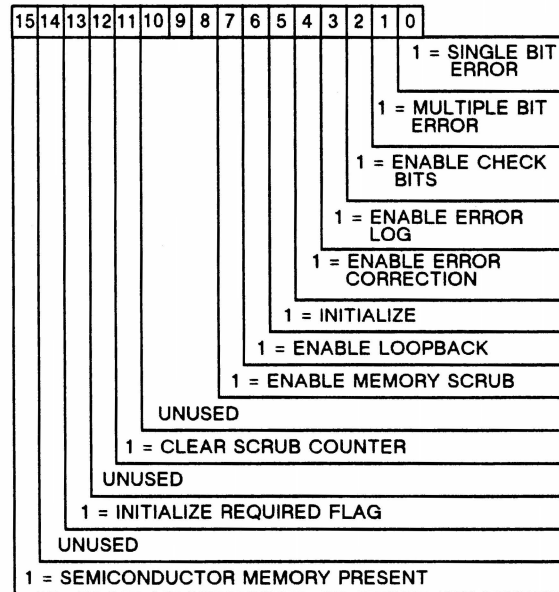 15 14 13 12 11 10 9 8 7 6 5 4 3 2 1 0
1 = SINGLE BIT
ERROR
1 = MULTIPLE BIT
ERROR
1 = ENABLE CHECK
BITS
1 = ENABLE ERROR
LOG
1 = ENABLE ERROR
CORRECTION
1 = INITIALIZE
1 = ENABLE LOOPBACK
1 = ENABLE MEMORY SCRUB
UNUSED
1 = CLEAR SCRUB COUNTER
UNUSED
1 = INITIALIZE REQUIRED FLAG
UNUSED
1 = SEMICONDUCTOR MEMORY PRESENT